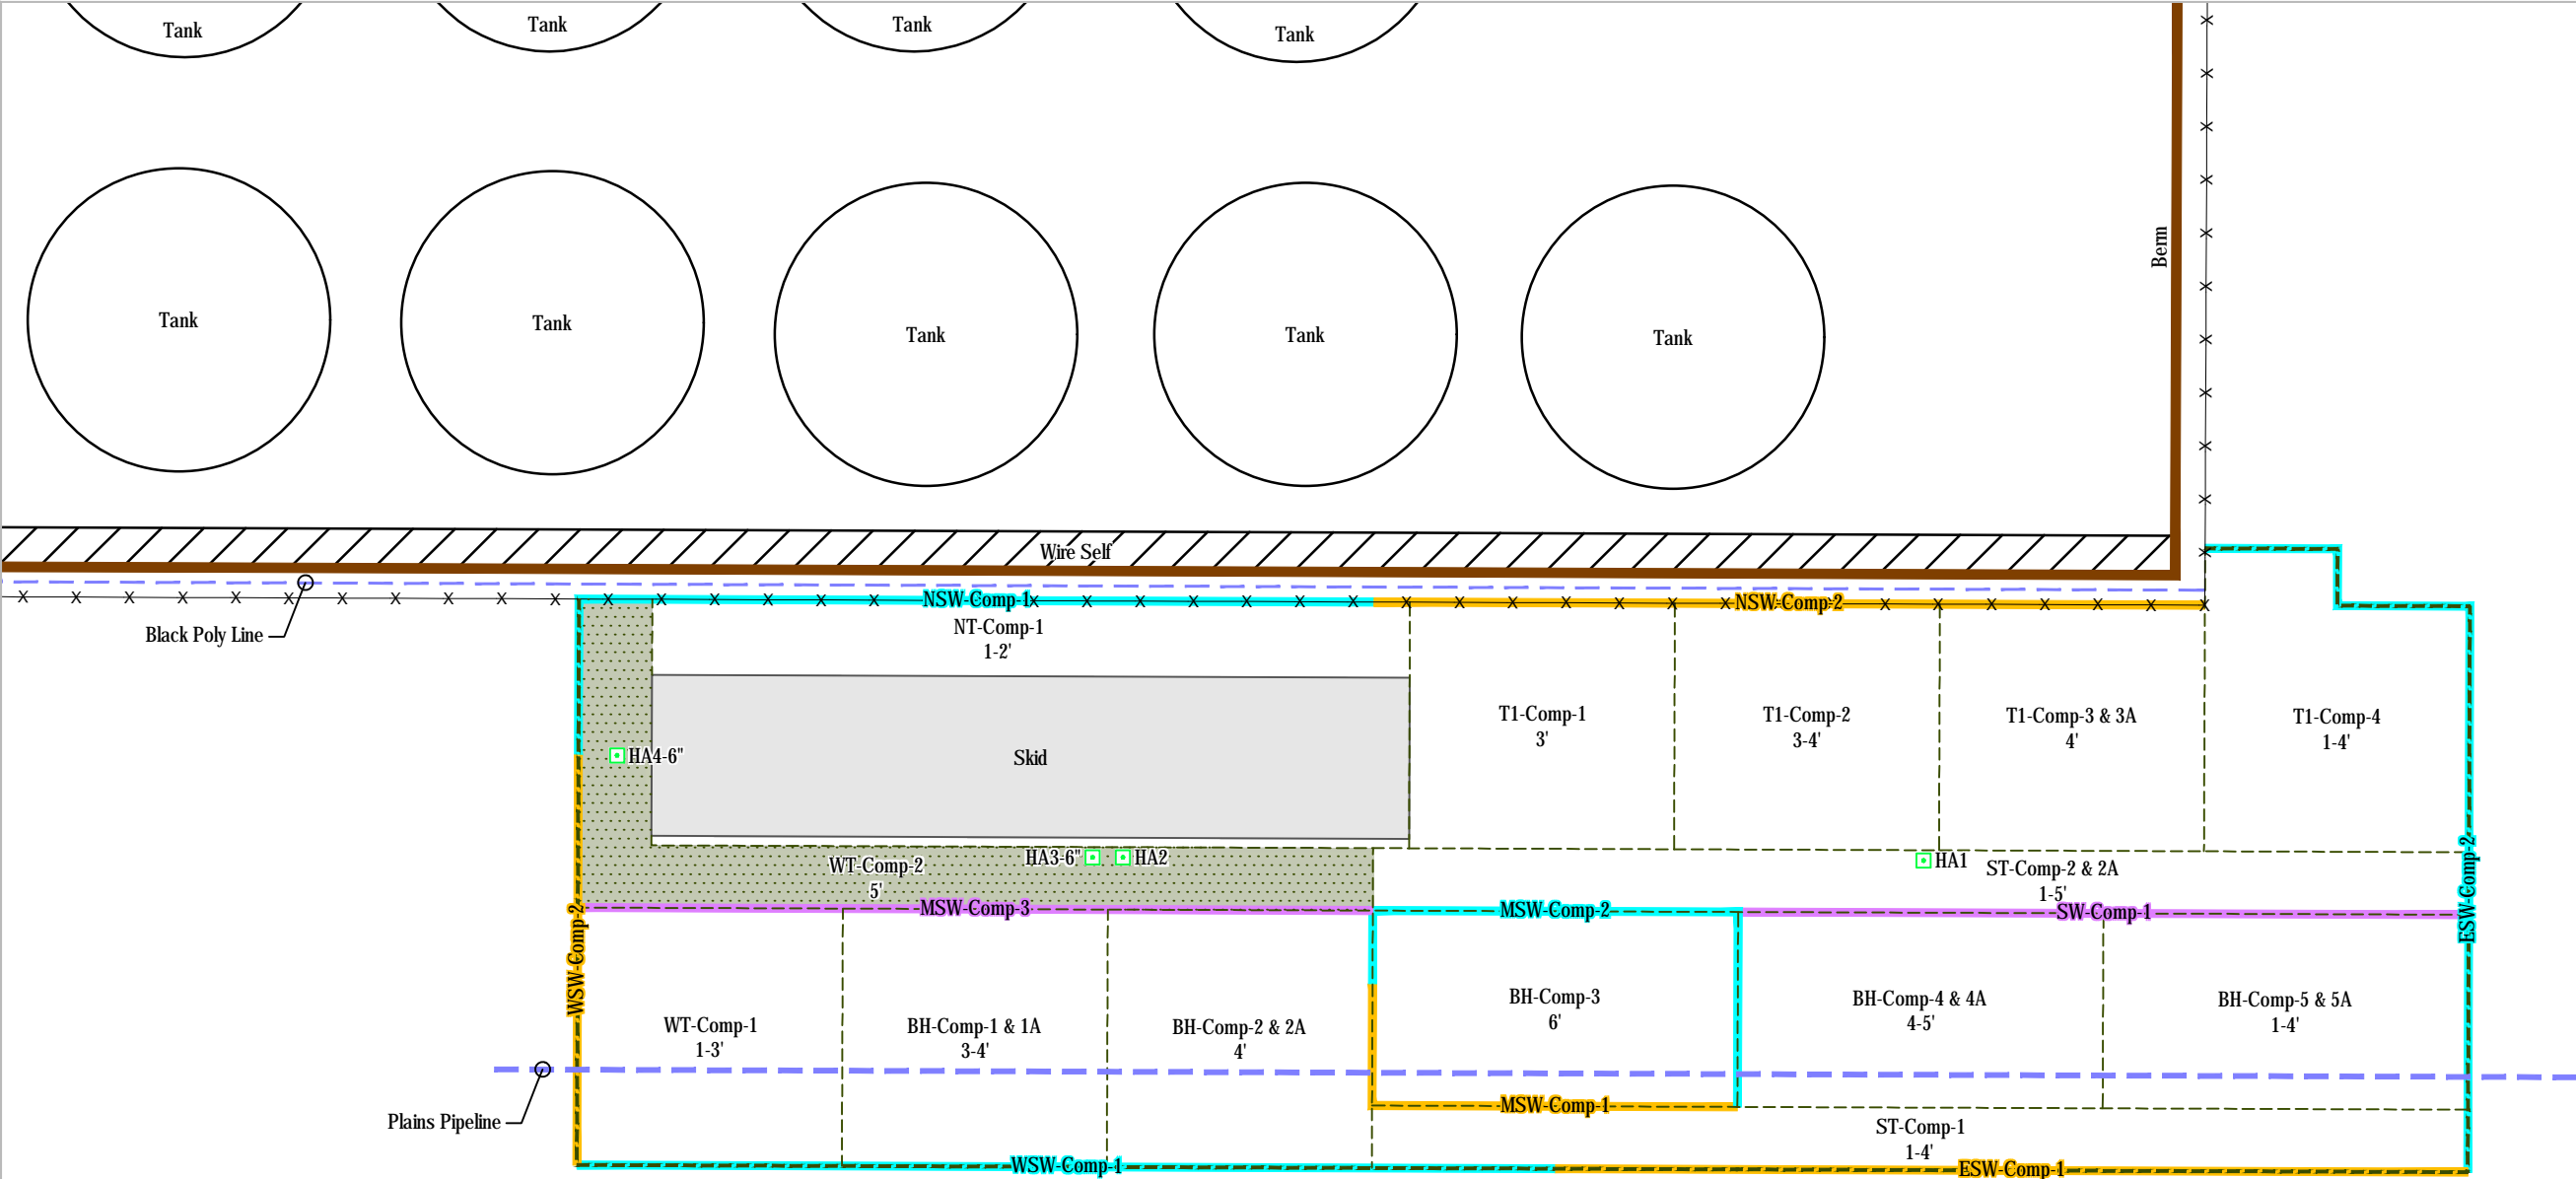 Tank
Tank
Tank
Tank
Berm
Tank
Tank
Tank
Tank
Tank
Wire Self
Black Poly Line
NSW-Comp-1
NSW-Comp-2
NT-Comp-1
1-2'
T1-Comp-1
3'
T1-Comp-2
3-4'
T1-Comp-3 & 3A
4'
T1-Comp-4
1-4'
HA4-6"
Skid
WT-Comp-2
5'
HA3-6"
HA2
HA1
ST-Comp-2 & 2A
1-5'
ESW-Comp-2
MSW-Comp-3
MSW-Comp-2
SW-Comp-1
WSW-Comp-2
WT-Comp-1
1-3'
BH-Comp-1 & 1A
3-4'
BH-Comp-2 & 2A
4'
BH-Comp-3
6'
BH-Comp-4 & 4A
4-5'
BH-Comp-5 & 5A
1-4'
Plains Pipeline
MSW-Comp-1
ST-Comp-1
1-4'
WSW-Comp-1
ESW-Comp-1